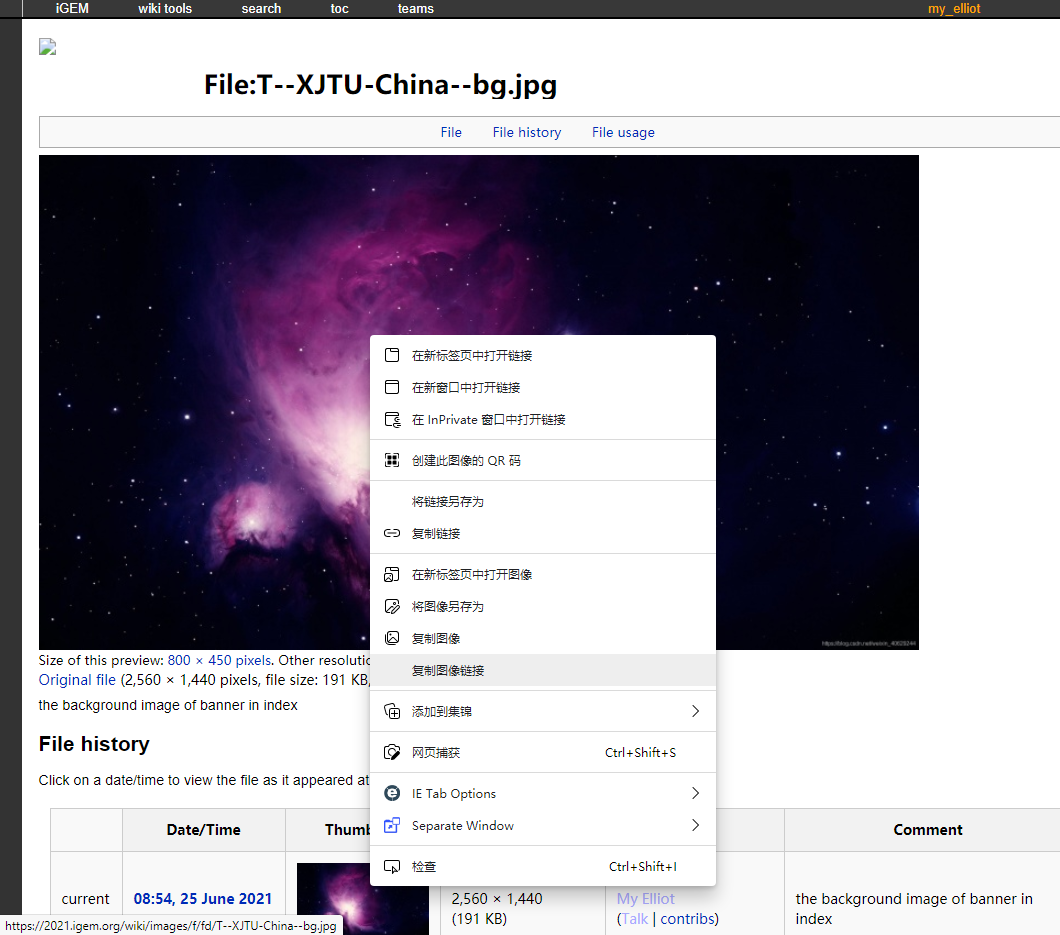 iGEM wiki tools search toc teams my_elliot
File:T--XJTU-China--bg.jpg
File File history File usage
在新标签页中打开链接
在新窗口中打开链接
在 InPrivate 窗口中打开链接
创建此图像的 QR 码
将链接另存为
复制链接
在新标签页中打开图像
将图像另存为
复制图像
复制图像链接
添加到集锦
网页捕获 Ctrl+Shift+S
IE Tab Options
Separate Window
检查 Ctrl+Shift+I
Size of this preview: 800 × 450 pixels. Other
Original file (2,560 × 1,440 pixels, file size: 191 KB,
the background image of banner in index
File history
Click on a date/time to view the file as it appeared at
Date/Time Thumb Comment
current 08:54, 25 June 2021 2,560 × 1,440 My Elliot the background image of banner in
(191 KB) (Talk | contribs) index
https://2021.igem.org/wiki/images/f/fd/T--XJTU-China--bg.jpg